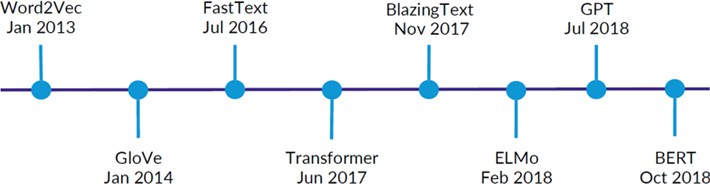 Word2Vec
Jan 2013
GloVe
Jan 2014
FastText
Jul 2016
Transformer
Jun 2017
BlazingText
Nov 2017
ELMo
Feb 2018
GPT
Jul 2018
BERT
Oct 2018